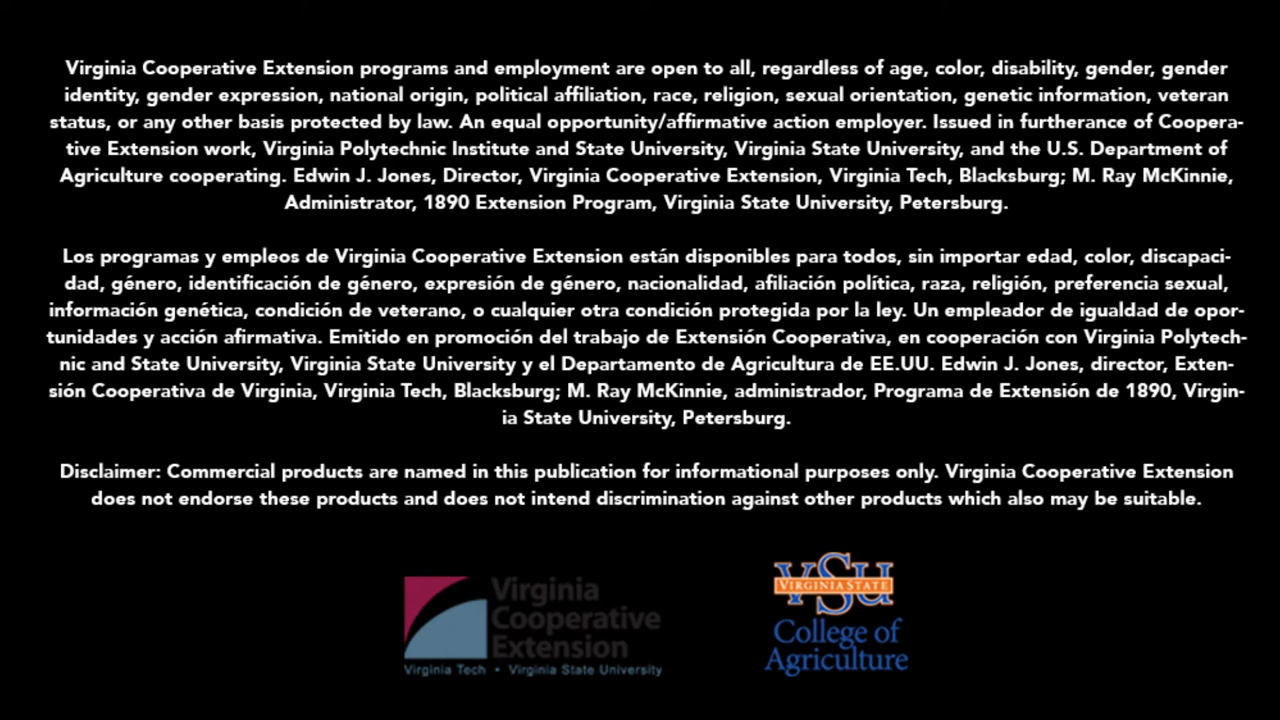 Virginia Cooperative Extension programs and employment are open to all, regardless of age, color, disability, gender, gender
identity, gender expression, national origin, political affiliation, race, religion, sexual orientation, genetic information, veteran
status, or any other basis protected by law. An equal opportunity/affirmative action employer. Issued in furtherance of Coopera-
tive Extension work, Virginia Polytechnic Institute and State University, Virginia State University, and the U.S. Department of
Agriculture cooperating. Edwin J. Jones, Director, Virginia Cooperative Extension, Virginia Tech, Blacksburg; M. Ray McKinnie,
Administrator, 1890 Extension Program, Virginia State University, Petersburg.
Los programas y empleos de Virginia Cooperative Extension están disponibles para todos, sin importar edad, color, discapaci-
dad, género, identificación de género, expresión de género, nacionalidad, afiliación política, raza, religión, preferencia sexual,
información genética, condición de veterano, o cualquier otra condición protegida por la ley. Un empleador de igualdad de opor-
tunidades y acción afirmativa. Emitido en promoción del trabajo de Extensión Cooperativa, en cooperación con Virginia Polytech-
nic and State University, Virginia State University y el Departamento de Agricultura de EE.UU. Edwin J. Jones, director, Exten-
sión Cooperativa de Virginia, Virginia Tech, Blacksburg; M. Ray McKinnie, administrador, Programa de Extensión de 1890, Virgin-
ia State University, Petersburg.
Disclaimer: Commercial products are named in this publication for informational purposes only. Virginia Cooperative Extension
does not endorse these products and does not intend discrimination against other products which also may be suitable.
Virginia
Cooperative
Extension
Virginia Tech • Virginia State University
VSU
VIRGINIA STATE
College of
Agriculture